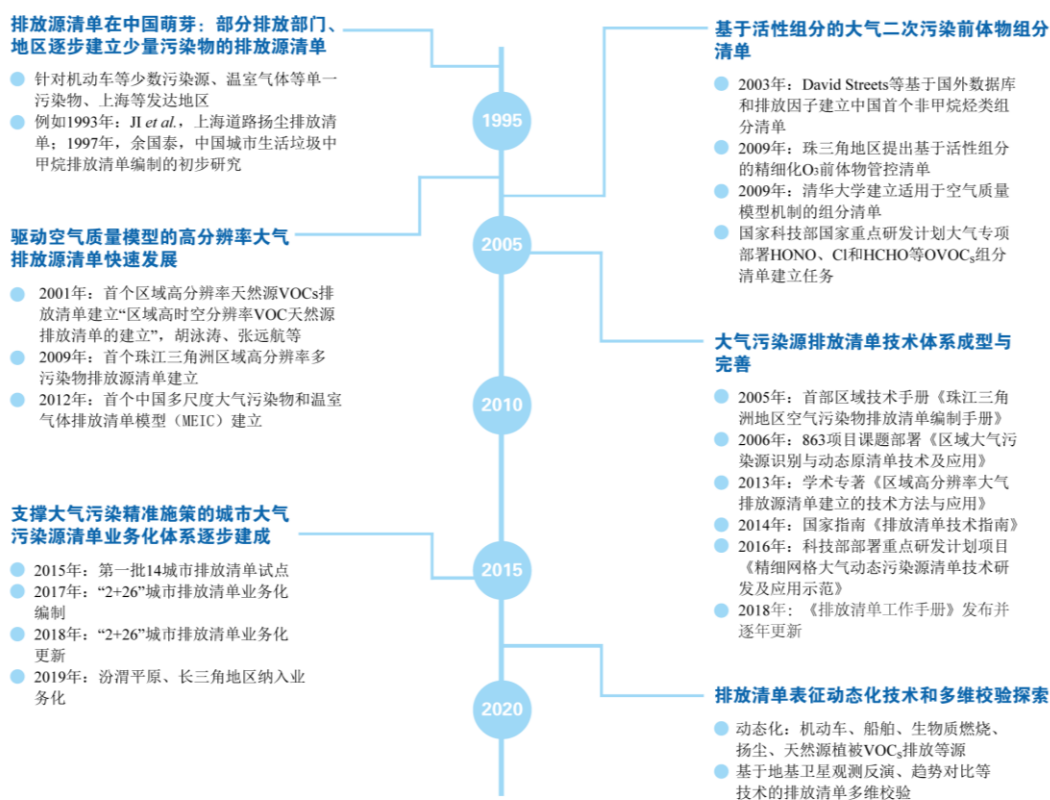 排放源清单在中国萌芽：部分排放部门、
地区逐步建立少量污染物的排放源清单
针对机动车等少数污染源、温室气体等单一
污染物、上海等发达地区
例如1993年：JI et al.，上海道路扬尘排放清
单；1997年，余国泰，中国城市生活垃圾中
甲烷排放清单编制的初步研究
驱动空气质量模型的高分辨率大气
排放源清单快速发展
2001年：首个区域高分辨率天然源VOCs排
放清单建立“区域高时空分辨率VOC天然源
排放清单的建立”，胡泳涛、张远航等
2009年：首个珠江三角洲区域高分辨率多
污染物排放源清单建立
2012年：首个中国多尺度大气污染物和温室
气体排放清单模型（MEIC）建立
支撑大气污染精准施策的城市大气
污染源清单业务化体系逐步建成
2015年：第一批14城市排放清单试点
2017年：“2+26”城市排放清单业务化
编制
2018年：“2+26”城市排放清单业务化
更新
2019年：汾渭平原、长三角地区纳入业
务化
1995
2005
2010
2015
2020
基于活性组分的大气二次污染前体物组分
清单
2003年：David Streets等基于国外数据库
和排放因子建立中国首个非甲烷烃类组
分清单
2009年：珠三角地区提出基于活性组分
的精细化O₃前体物管控清单
2009年：清华大学建立适用于空气质量
模型机制的组分清单
国家科技部国家重点研发计划大气专项
部署HONO、Cl和HCHO等OVOCs组分
清单建立任务
大气污染源排放清单技术体系成型与
完善
2005年：首部区域技术手册《珠江三角
洲地区空气污染物排放清单编制手册》
2006年：863项目课题部署《区域大气污
染源识别与动态原清单技术及应用》
2013年：学术专著《区域高分辨率大气
排放源清单建立的技术方法与应用》
2014年：国家指南《排放清单技术指南》
2016年：科技部部署重点研发计划项目
《精细网格大气动态污染源清单技术研
发及应用示范》
2018年：《排放清单工作手册》发布并
逐年更新
排放清单表征动态化技术和多维校验探索
动态化：机动车、船舶、生物质燃烧、
扬尘、天然源植被VOCs排放等源
基于地基卫星观测反演、趋势对比等
技术的排放清单多维校验